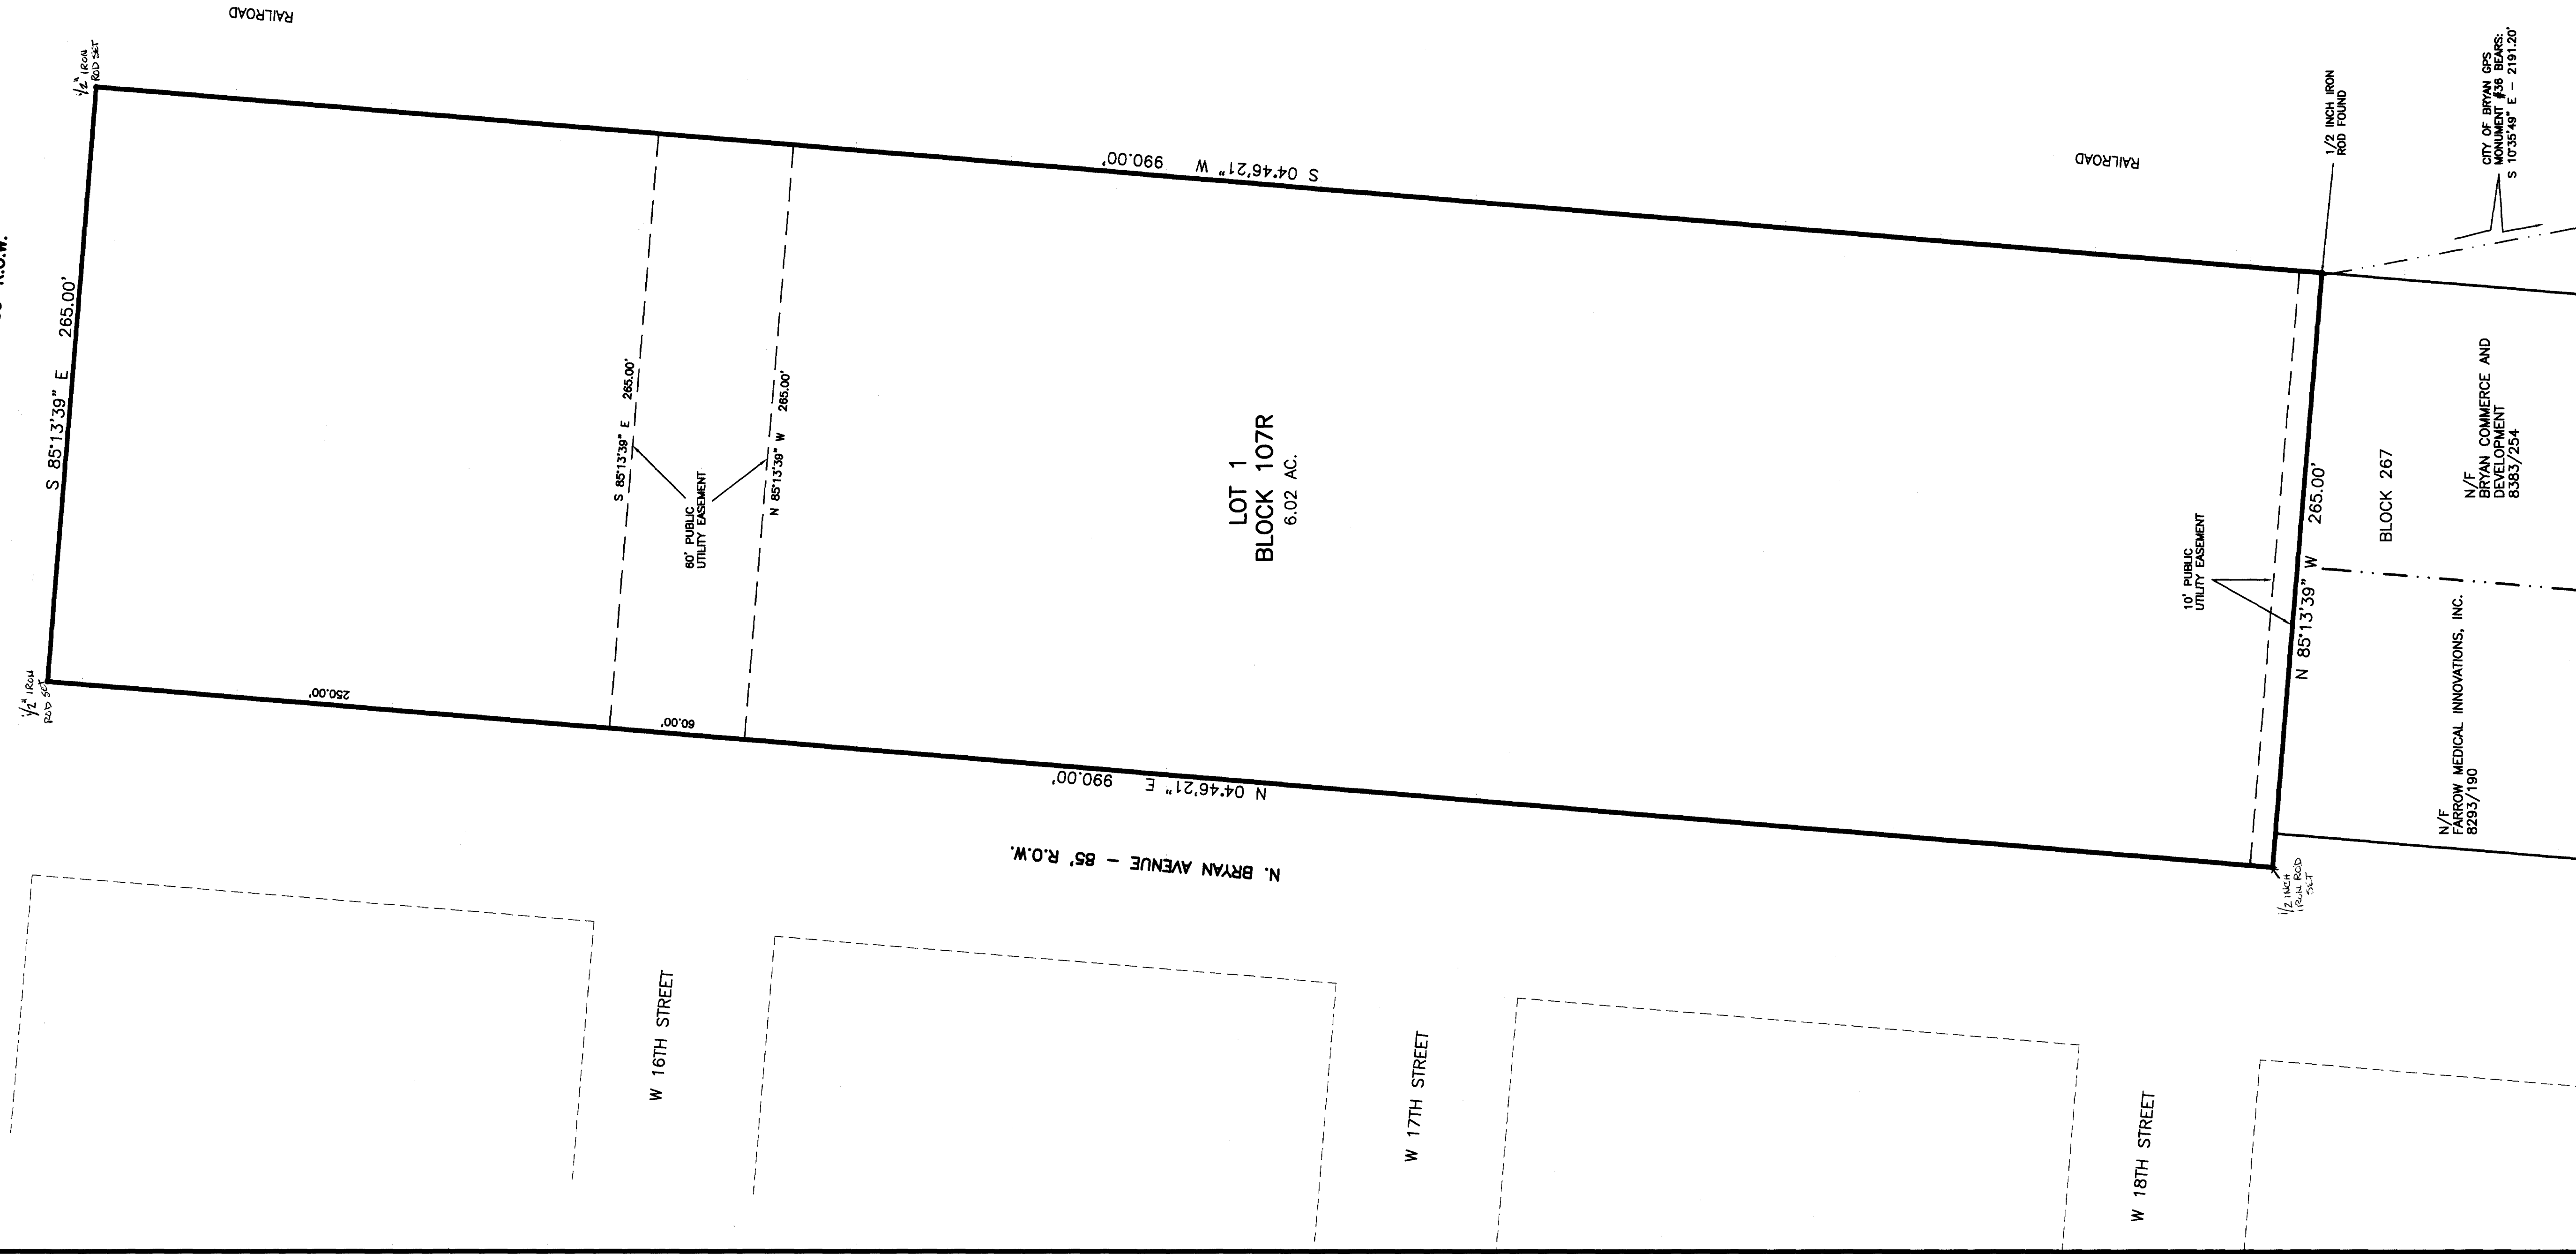 RAILROAD
1/2" IRON
ROD SET
R.O.W.
S 85°13'39" E 265.00'
1/2" IRON
ROD SET
250.00'
60.00'
S 85°13'39" E 265.00'
60' PUBLIC
UTILITY EASEMENT
N 85°13'39" W 265.00'
S 04°46'21" W 990.00'
LOT 1
BLOCK 107R
6.02 AC.
N 04°46'21" E 990.00'
N. BRYAN AVENUE - 85' R.O.W.
RAILROAD
1/2 INCH IRON
ROD FOUND
CITY OF BRYAN GPS
MONUMENT #36 BEARS:
S 10°35'49" E - 2191.20'
10' PUBLIC
UTILITY EASEMENT
N 85°13'39" W 265.00'
BLOCK 267
N/F
BRYAN COMMERCE AND
DEVELOPMENT
8383/254
N/F
FARROW MEDICAL INNOVATIONS, INC.
8293/190
1/2 INCH
IRON ROD
SET
W 16TH STREET
W 17TH STREET
W 18TH STREET